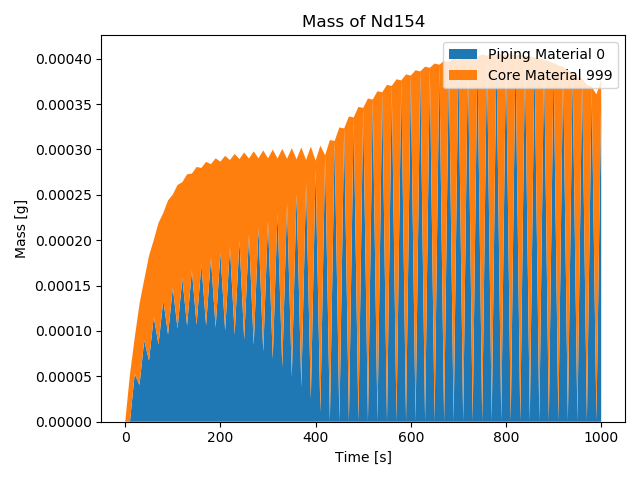 Mass of Nd154
Piping Material 0
Core Material 999
Mass [g]
0.00040
0.00035
0.00030
0.00025
0.00020
0.00015
0.00010
0.00005
0.00000
0 200 400 600 800 1000
Time [s]